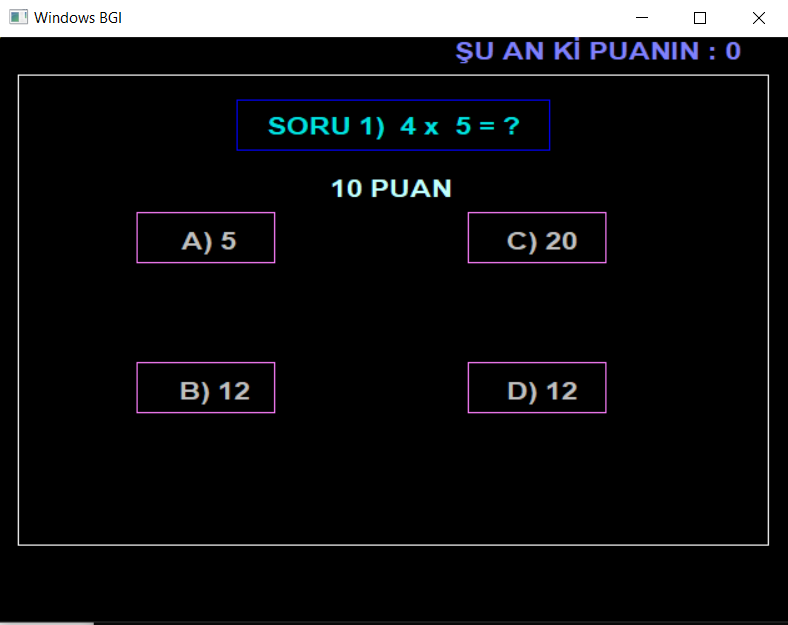 Windows BGI
ŞU AN Kİ PUANIN : 0
SORU 1) 4 x 5 = ?
10 PUAN
A) 5
C) 20
B) 12
D) 12